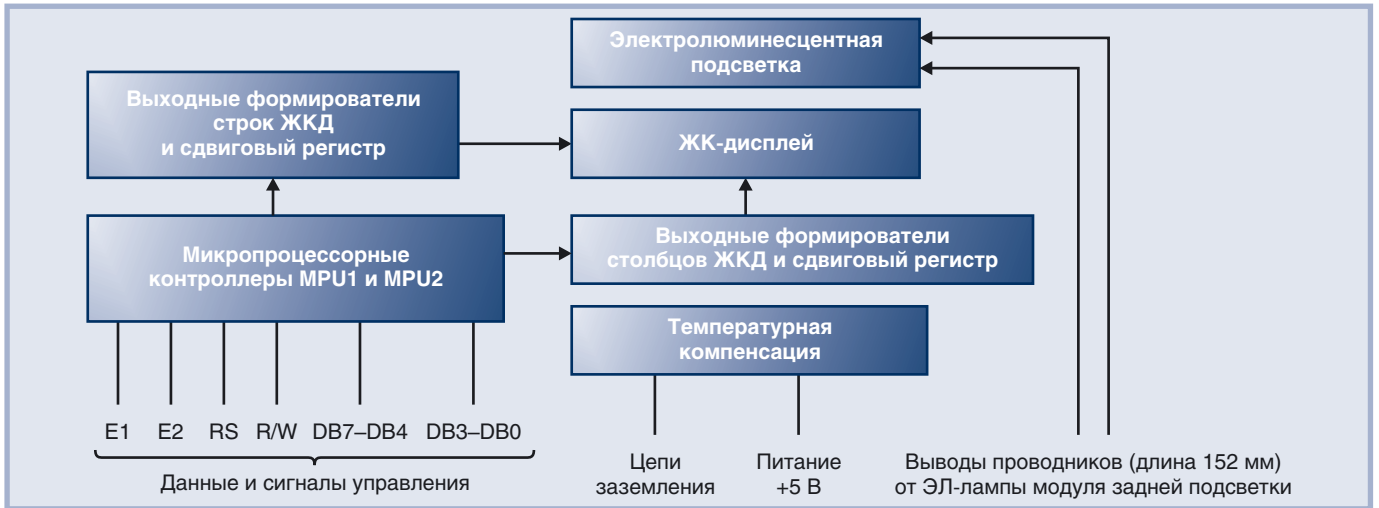 Электролюминесцентная
подсветка
Выходные формирователи
строк ЖКД
и сдвиговый регистр
ЖК-дисплей
Микропроцессорные
контроллеры MPU1 и MPU2
Выходные формирователи
столбцов ЖКД и сдвиговый регистр
Температурная
компенсация
E1 E2 RS R/W DB7–DB4 DB3–DB0
Данные и сигналы управления
Цепи
заземления
Питание
+5 В
Выводы проводников (длина 152 мм)
от ЭЛ-лампы модуля задней подсветки